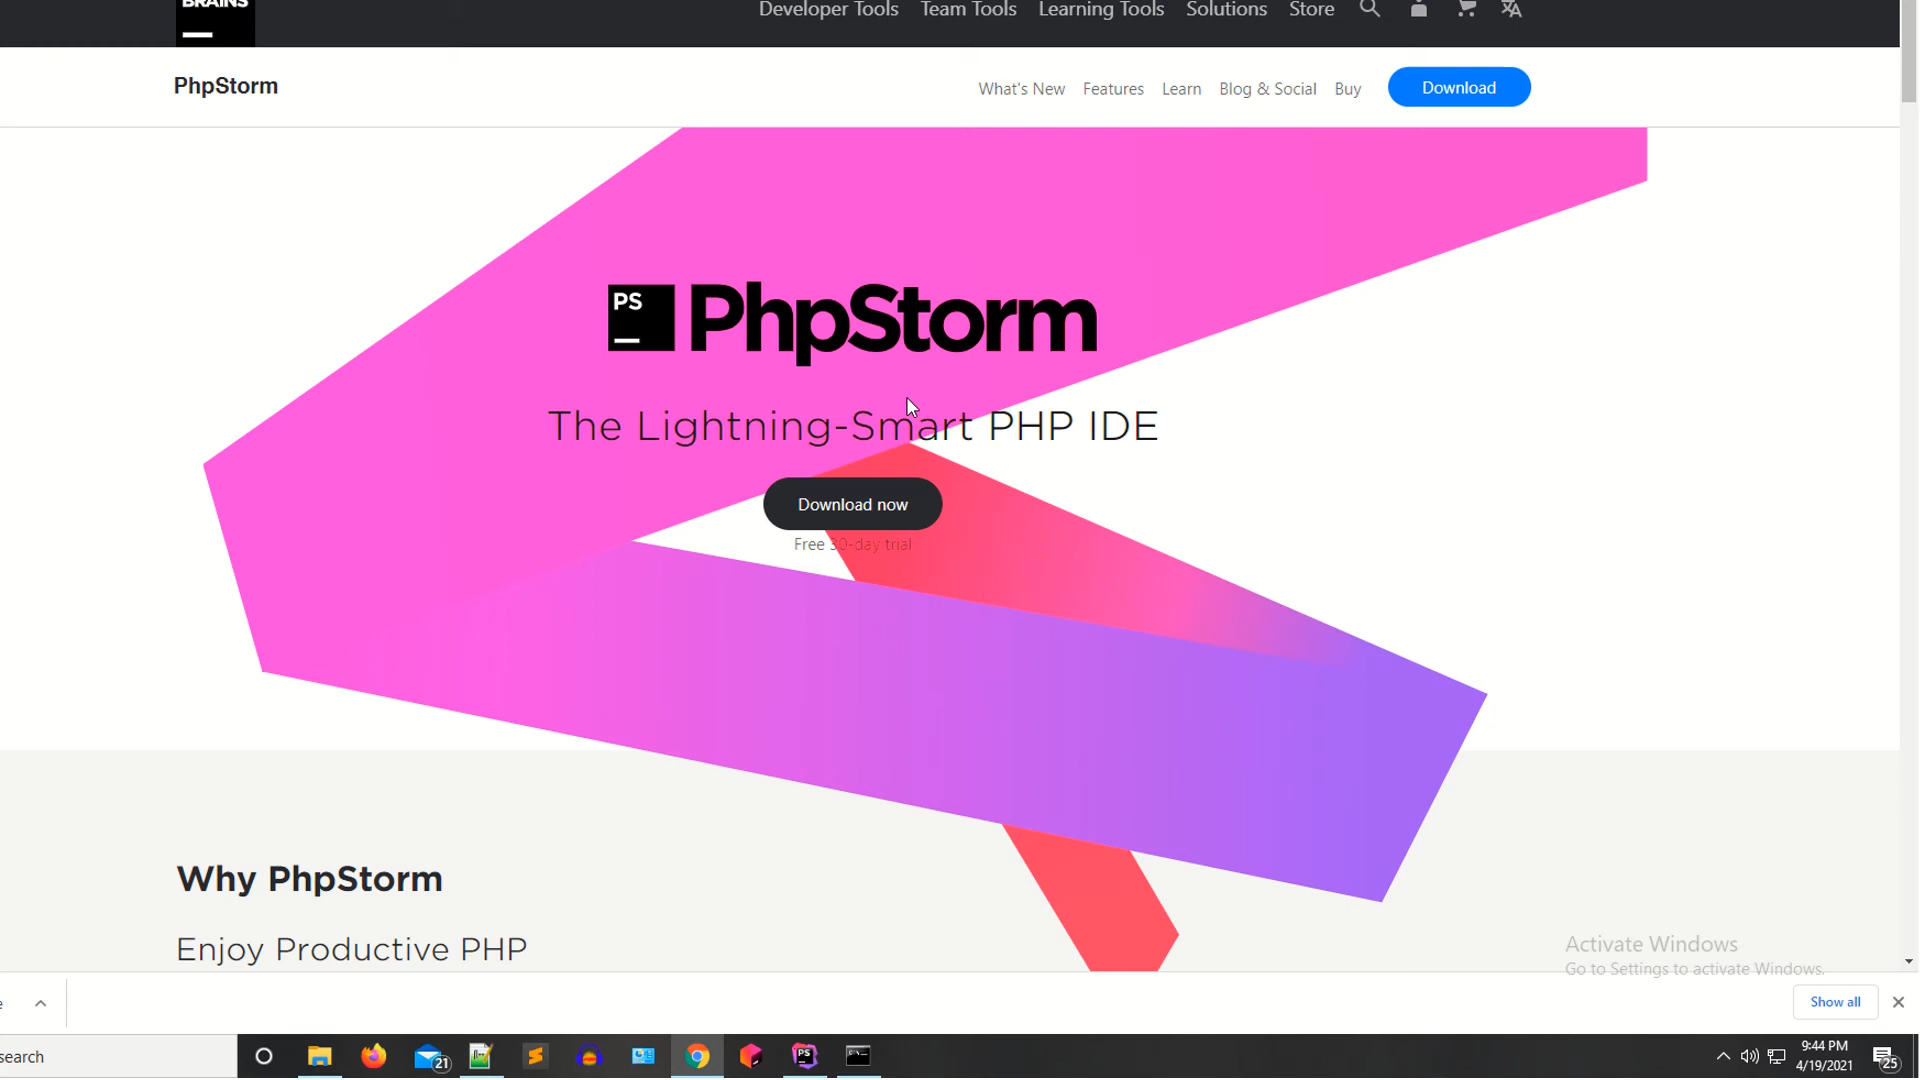 BRAINS
Developer Tools Team Tools Learning Tools Solutions Store
PhpStorm
What's New Features Learn Blog & Social Buy Download
PS
PhpStorm
The Lightning-Smart PHP IDE
Download now
Free 30-day trial
Why PhpStorm
Enjoy Productive PHP
Activate Windows
Go to Settings to activate Windows.
e
Show all
search
21
PS
9:44 PM
4/19/2021
25